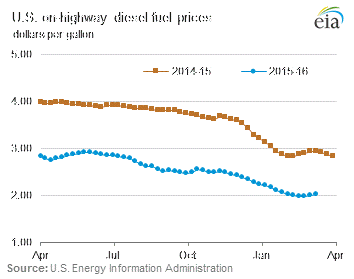 U.S. on-highway diesel fuel prices
dollars per gallon
eia
5.00
2014-15
2015-16
4.00
3.00
2.00
1.00
Apr
Jul
Oct
Jan
Apr
Source: U.S. Energy Information Administration